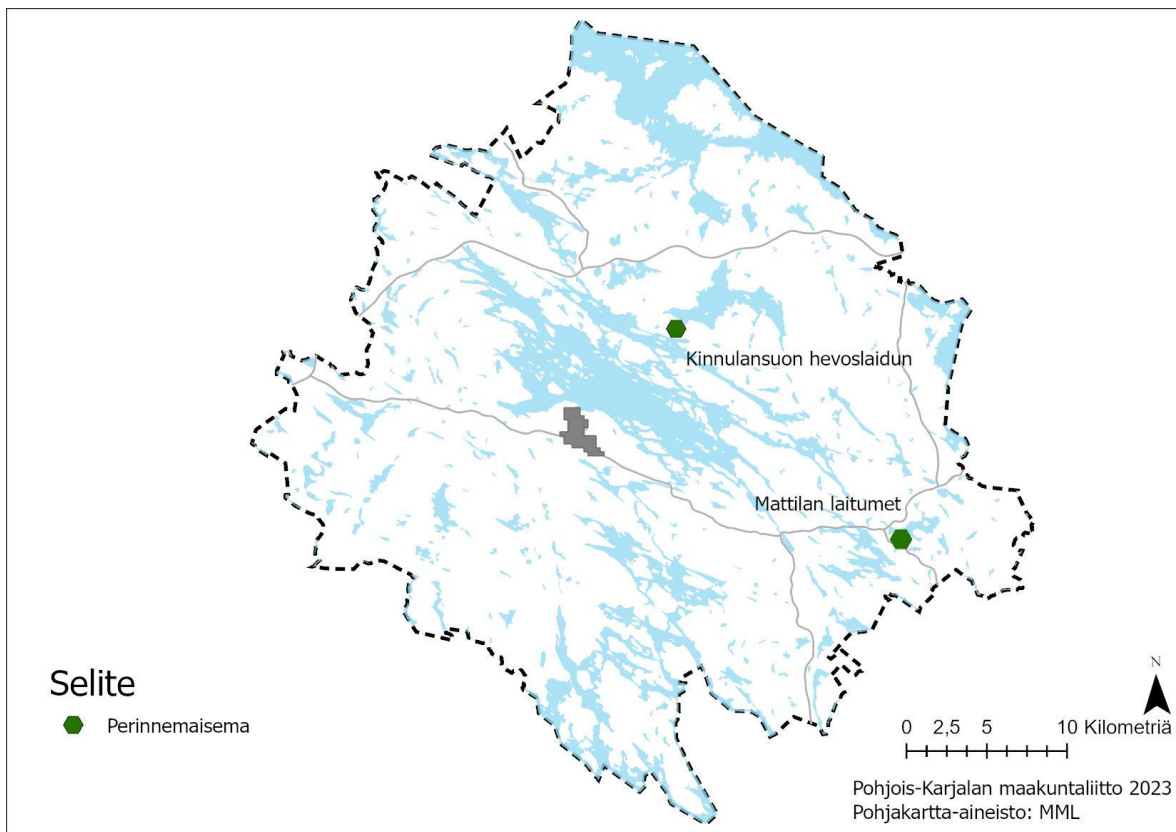 Kinnulansuon hevoslaidun
Mattilan laitumet
Selite
Perinnemaisema
N
0 2,5 5 10 Kilometriä
Pohjois-Karjalan maakuntaliitto 2023
Pohjakartta-aineisto: MML